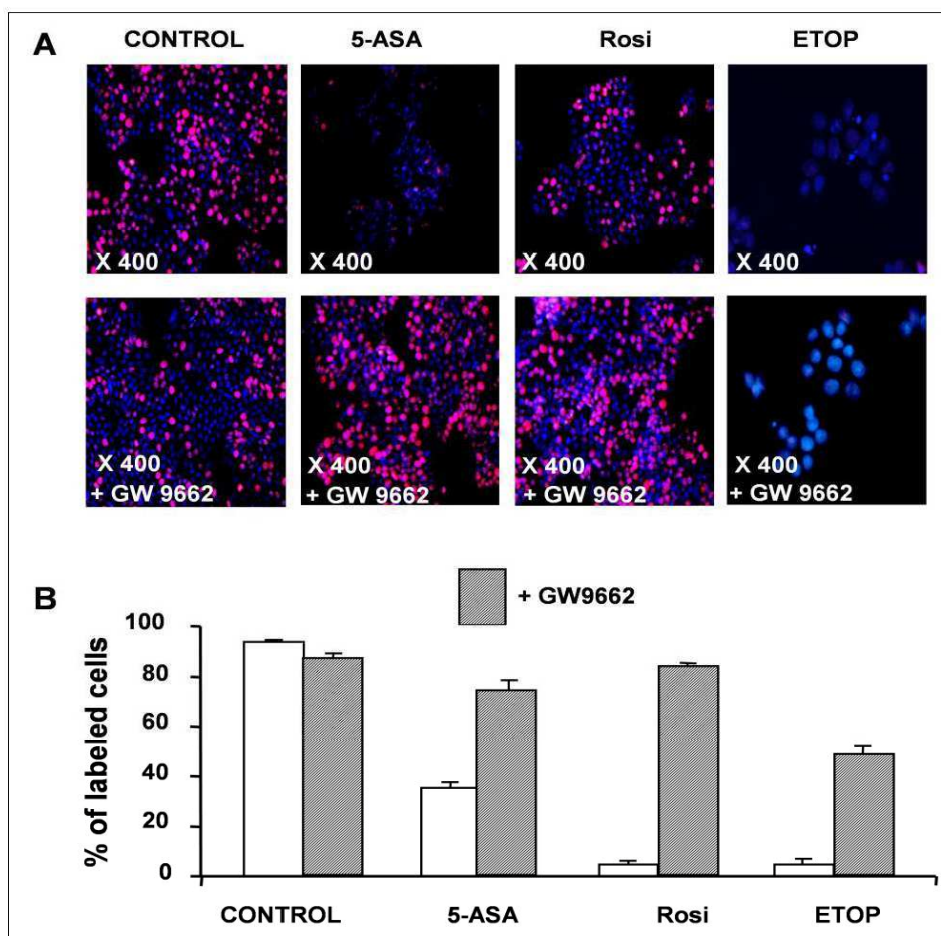 A
CONTROL 5-ASA Rosi ETOP
X 400 X 400 X 400 X 400
X 400 X 400 X 400 X 400
+ GW 9662 + GW 9662 + GW 9662 + GW 9662
B
+ GW9662
% of labeled cells
100
80
60
40
20
0
CONTROL 5-ASA Rosi ETOP